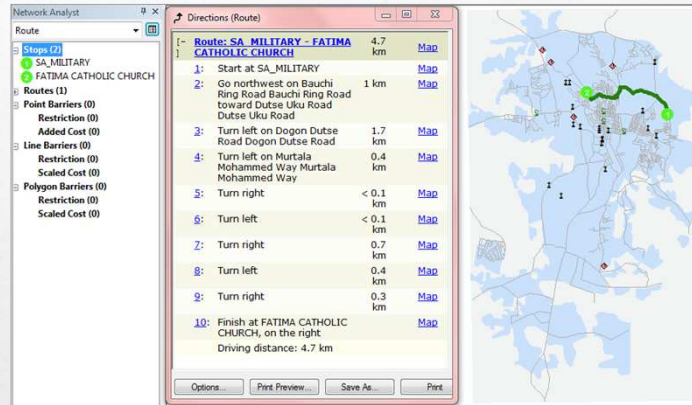 Network Analyst
Route
Stops (2)
1 SA_MILITARY
2 FATIMA CATHOLIC CHURCH
Routes (1)
Point Barriers (0)
Restriction (0)
Added Cost (0)
Line Barriers (0)
Restriction (0)
Scaled Cost (0)
Polygon Barriers (0)
Restriction (0)
Scaled Cost (0)
Directions (Route)
[-] Route: SA_MILITARY - FATIMA CATHOLIC CHURCH 4.7 km Map
1: Start at SA_MILITARY Map
2: Go northwest on Bauchi 1 km Map
Ring Road Bauchi Ring Road
toward Dutse Uku Road
Dutse Uku Road
3: Turn left on Dogon Dutse 1.7 km Map
Road Dogon Dutse Road
4: Turn left on Murtala 0.4 km Map
Mohammed Way Murtala
Mohammed Way
5: Turn right < 0.1 km Map
6: Turn left < 0.1 km Map
7: Turn right 0.7 km Map
8: Turn left 0.4 km Map
9: Turn right 0.3 km Map
10: Finish at FATIMA CATHOLIC Map
CHURCH, on the right
Driving distance: 4.7 km
Options... Print Preview... Save As... Print
2
1